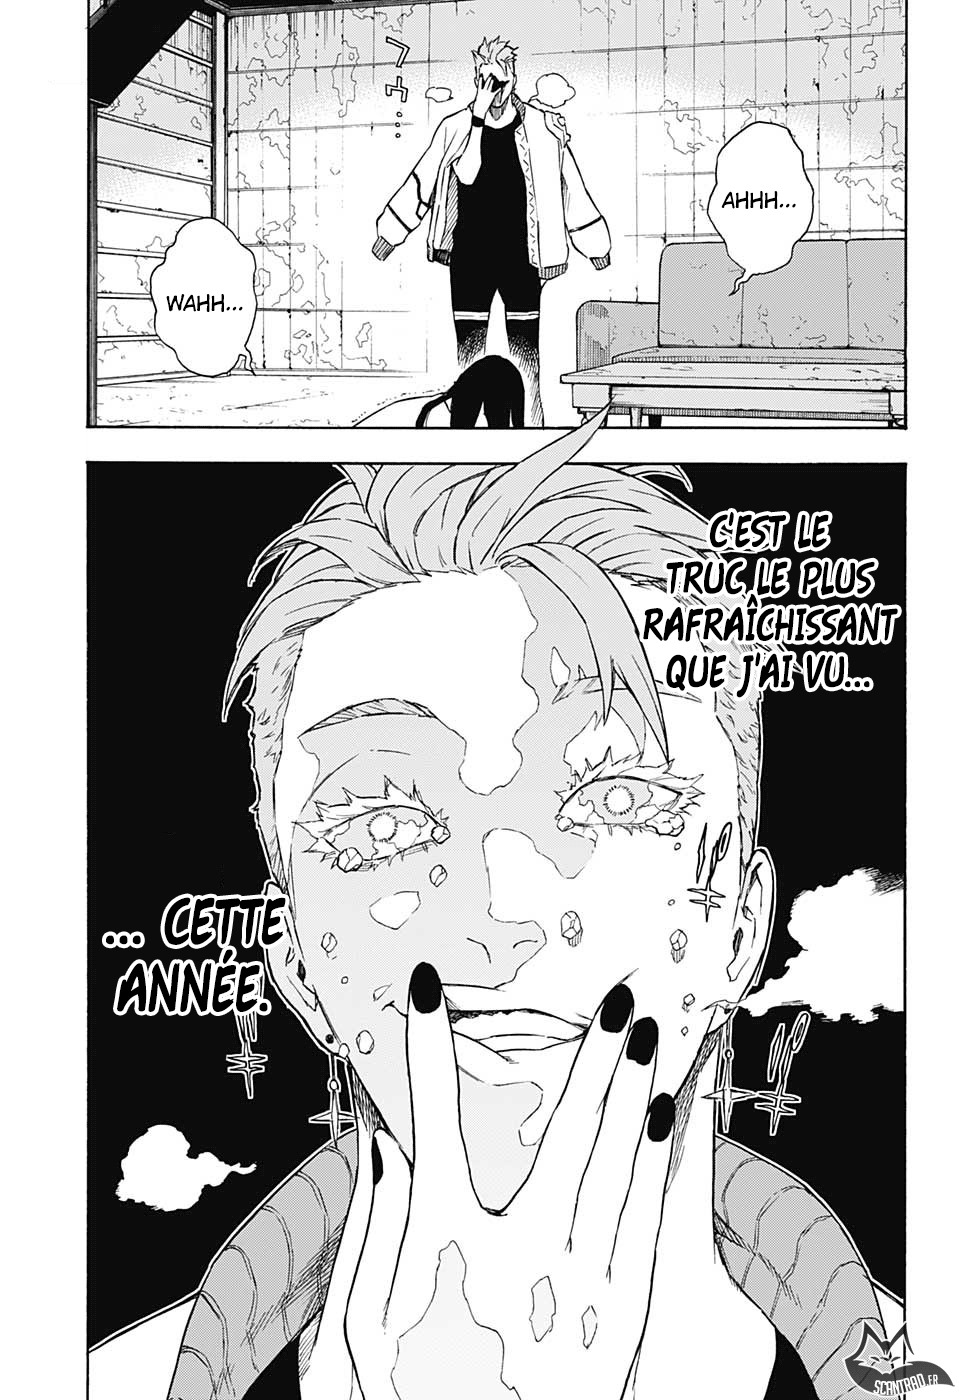 フゥ…
AHHH...
WAHH...
C'EST LE
TRUC LE PLUS
RAFRAÎCHISSANT
QUE J'AI VU...
... CETTE
ANNÉE.
SCANTRAD.FR